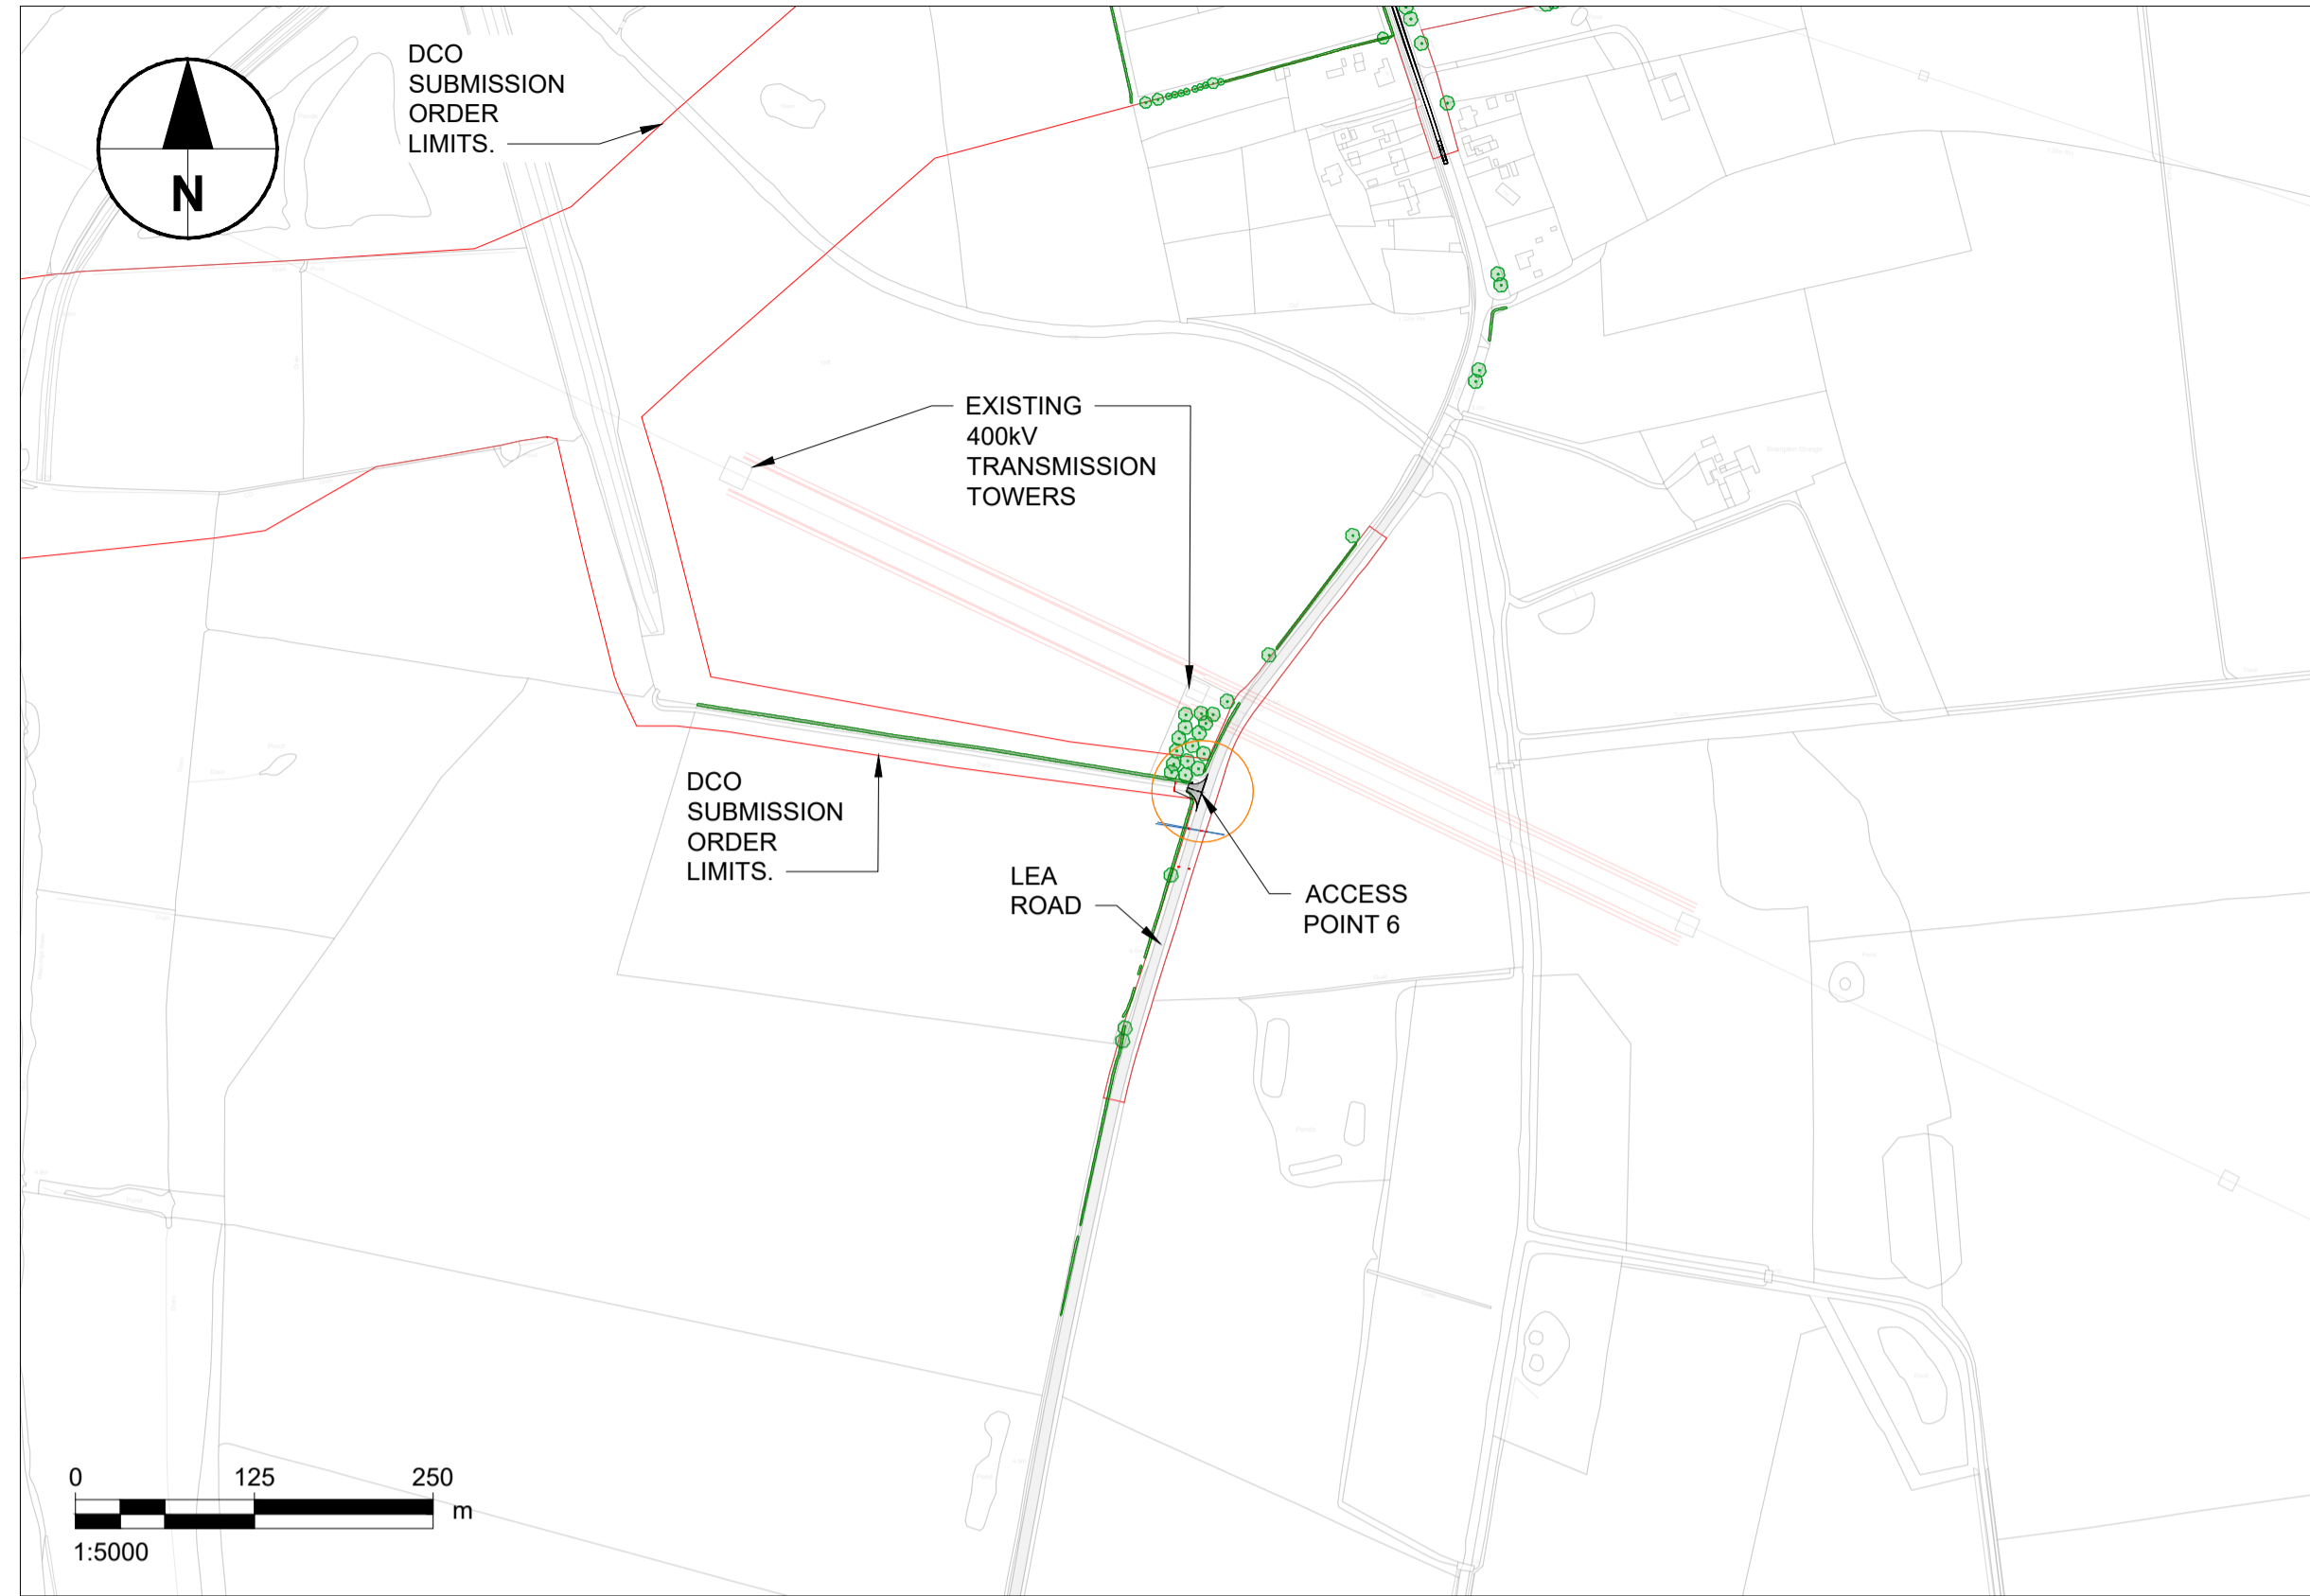 DCO
SUBMISSION
ORDER
LIMITS.
N
EXISTING
400kV
TRANSMISSION
TOWERS
DCO
SUBMISSION
ORDER
LIMITS.
LEA
ROAD
ACCESS
POINT 6
0 125 250
m
1:5000